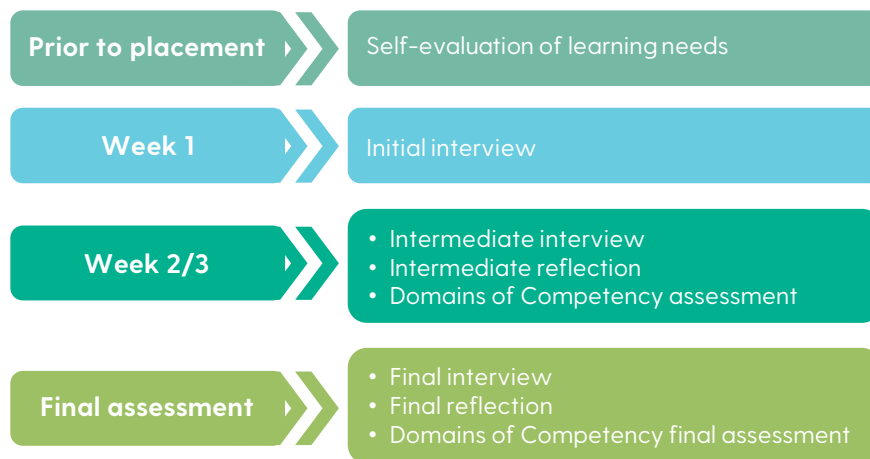 Prior to placement
Self-evaluation of learning needs
Week 1
Initial interview
Week 2/3
• Intermediate interview
• Intermediate reflection
• Domains of Competency assessment
Final assessment
• Final interview
• Final reflection
• Domains of Competency final assessment